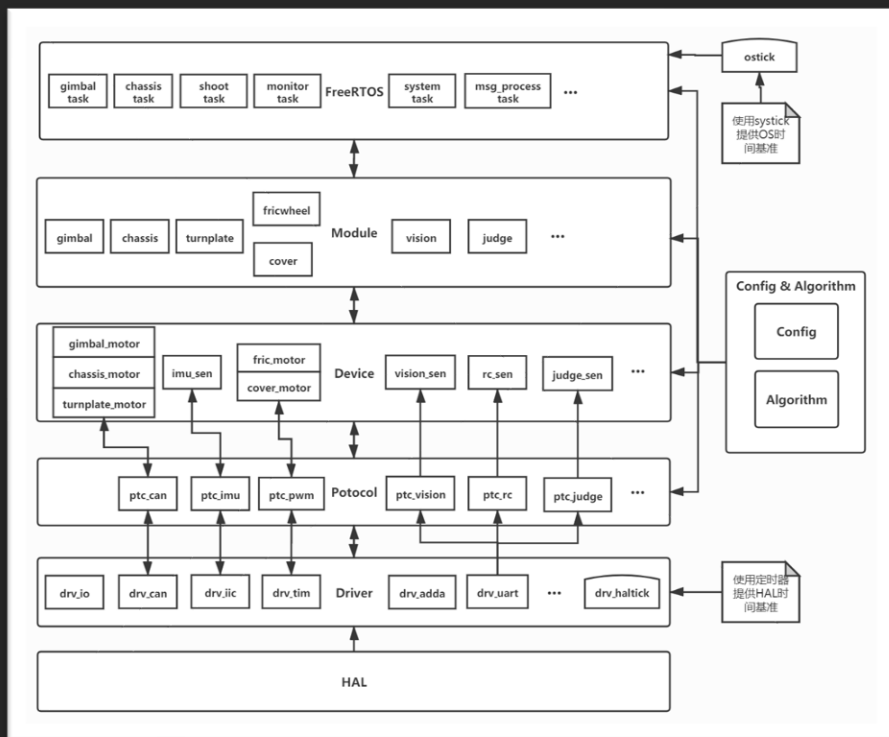 ostick
gimbal
task
chassis
task
shoot
task
monitor
task
FreeRTOS
system
task
msg_process
task
...
使用systick
提供OS时
间基准
gimbal
chassis
turnplate
fricwheel
cover
Module
vision
judge
...
Config & Algorithm
Config
Algorithm
gimbal_motor
chassis_motor
turnplate_motor
imu_sen
fric_motor
cover_motor
Device
vision_sen
rc_sen
judge_sen
...
ptc_can
ptc_imu
ptc_pwm
Potocol
ptc_vision
ptc_rc
ptc_judge
...
drv_io
drv_can
drv_iic
drv_tim
Driver
drv_adda
drv_uart
...
drv_haltick
使用定时器
提供HAL时
间基准
HAL